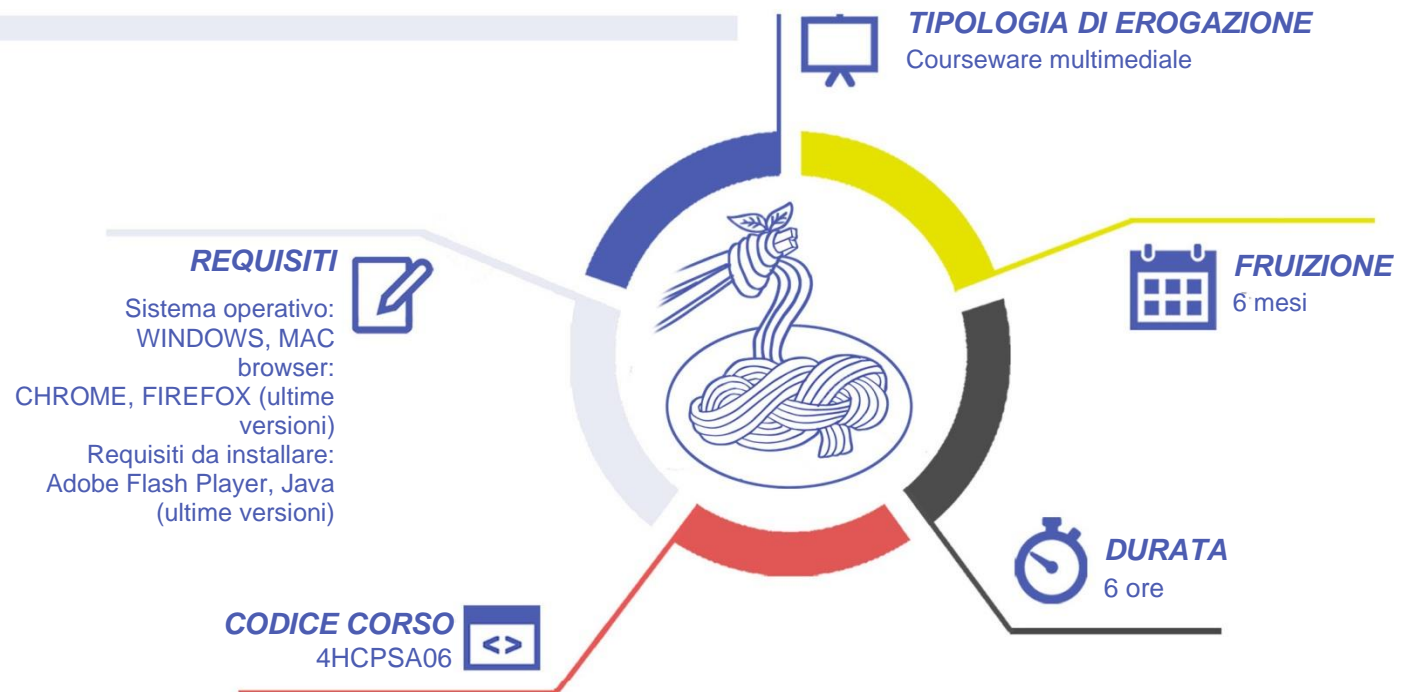 TIPOLOGIA DI EROGAZIONE
Courseware multimediale
REQUISITI
Sistema operativo:
WINDOWS, MAC
browser:
CHROME, FIREFOX (ultime
versioni)
Requisiti da installare:
Adobe Flash Player, Java
(ultime versioni)
FRUIZIONE
6 mesi
DURATA
6 ore
CODICE CORSO
4HCPSA06
<>